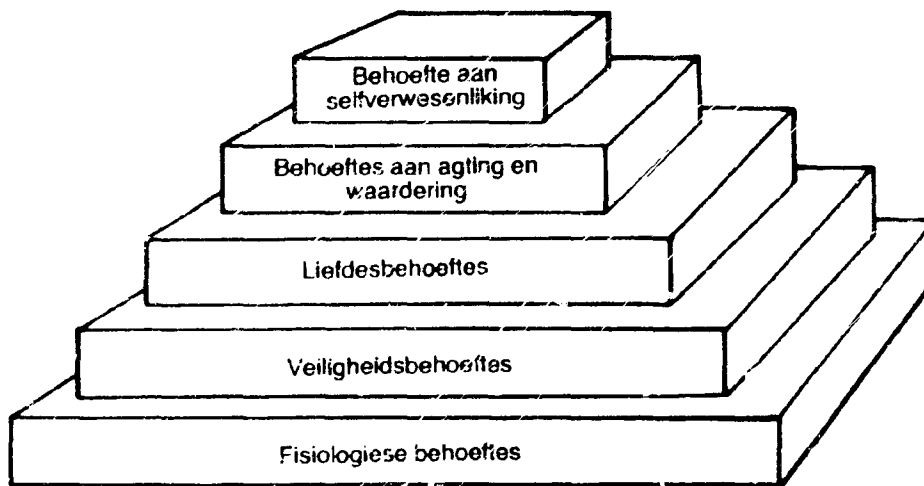 Behoefte aan
selfverwesenliking
Behoeftes aan agting en
waardering
Liefdesbehoeftes
Veiligheidsbehoeftes
Fisiologiese behoeftes